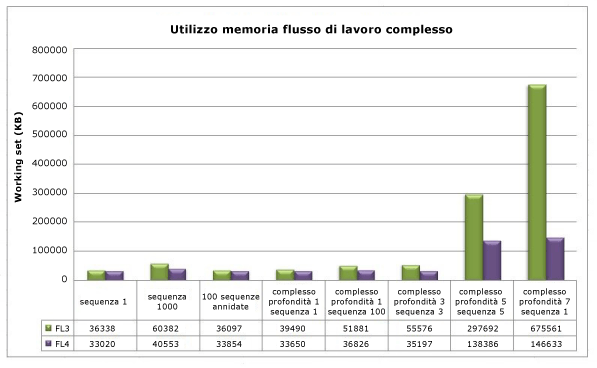 Utilizzo memoria flusso di lavoro complesso
Working set (KB)
800000
700000
600000
500000
400000
300000
200000
100000
0
sequenza 1
sequenza 1000
100 sequenze annidate
complesso profondità 1 sequenza 1
complesso profondità 1 sequenza 100
complesso profondità 3 sequenza 3
complesso profondità 5 sequenza 5
complesso profondità 7 sequenza 1
FL3 36338 60382 36097 39490 51881 55576 297692 675561
FL4 33020 40553 33854 33650 36826 35197 138386 146633